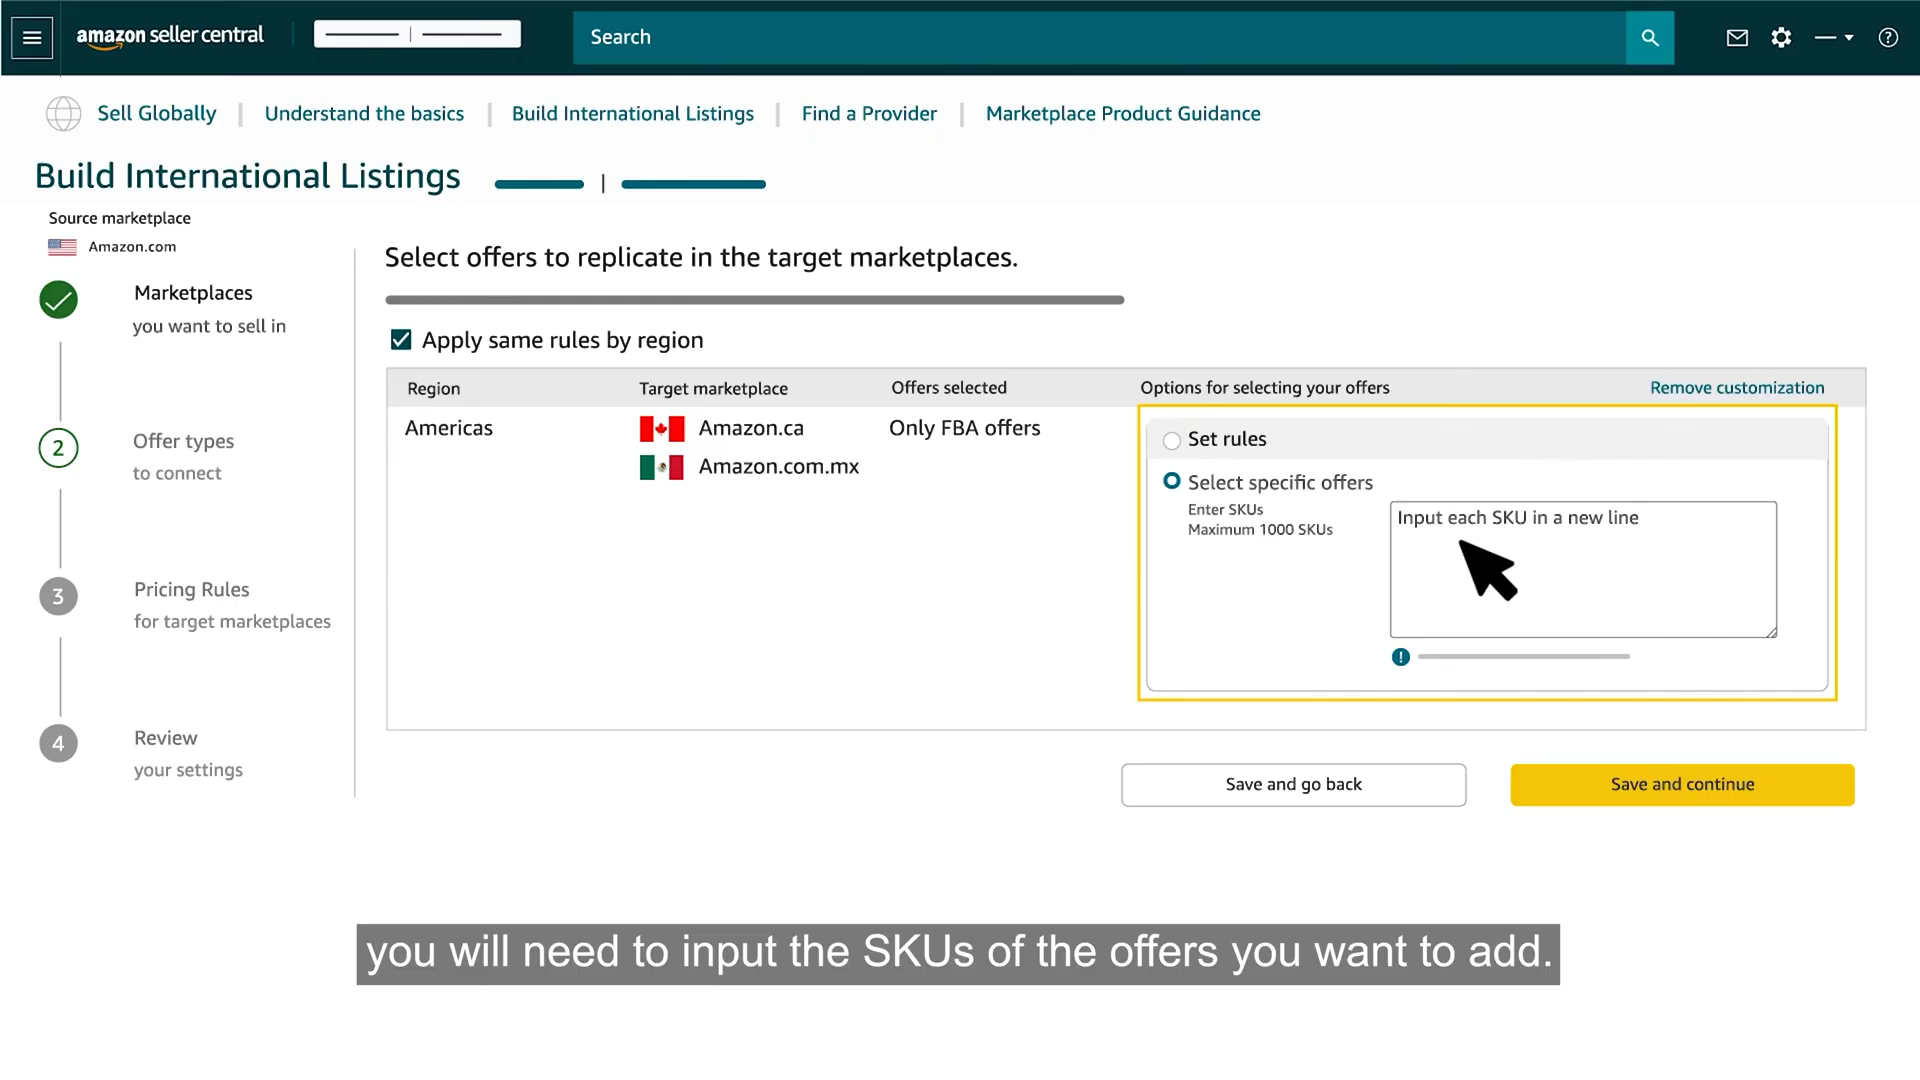 amazon seller central
Search
Sell Globally | Understand the basics | Build International Listings | Find a Provider | Marketplace Product Guidance
Build International Listings
Source marketplace
Amazon.com
Marketplaces
you want to sell in
2
Offer types
to connect
3
Pricing Rules
for target marketplaces
4
Review
your settings
Select offers to replicate in the target marketplaces.
Apply same rules by region
Region Target marketplace Offers selected Options for selecting your offers Remove customization
Americas Amazon.ca Only FBA offers
Amazon.com.mx
Set rules
Select specific offers
Enter SKUs
Maximum 1000 SKUs
Input each SKU in a new line
Save and go back Save and continue
you will need to input the SKUs of the offers you want to add.